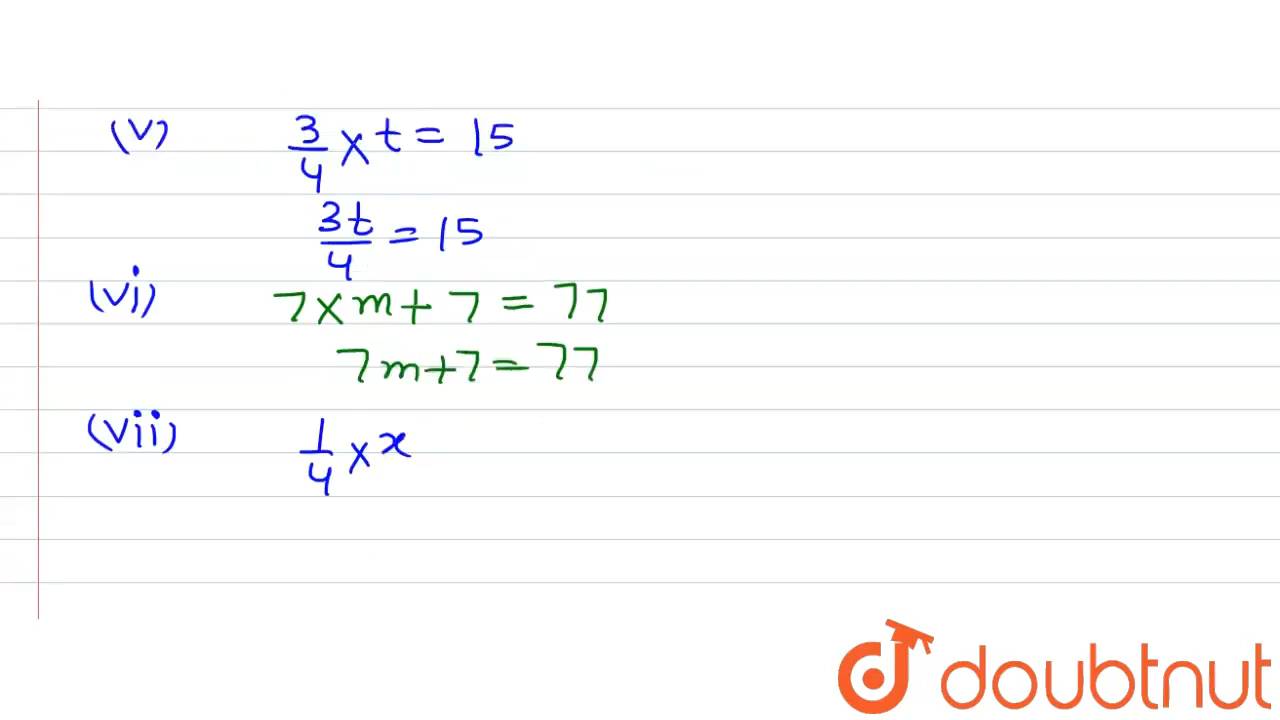 (v) 3/4 × t = 15
3t/4 = 15
(vi) 7 × m + 7 = 77
7m + 7 = 77
(vii) 1/4 × x
doubtnut